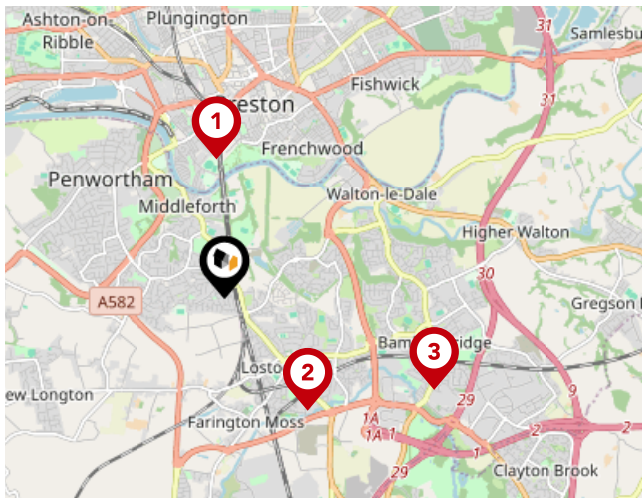 Ashton-on-
Ribble
Plungington
31
Samlesbu
Fishwick
31
1
reston
Frenchwood
Penwortham
Walton-le-Dale
Middleforth
Higher Walton
30
A582
Gregson
Bam
ridge
3
Losto
2
ew Longton
9
29
Farington Moss
1A
1A
1
1
2
2
29
Clayton Brook